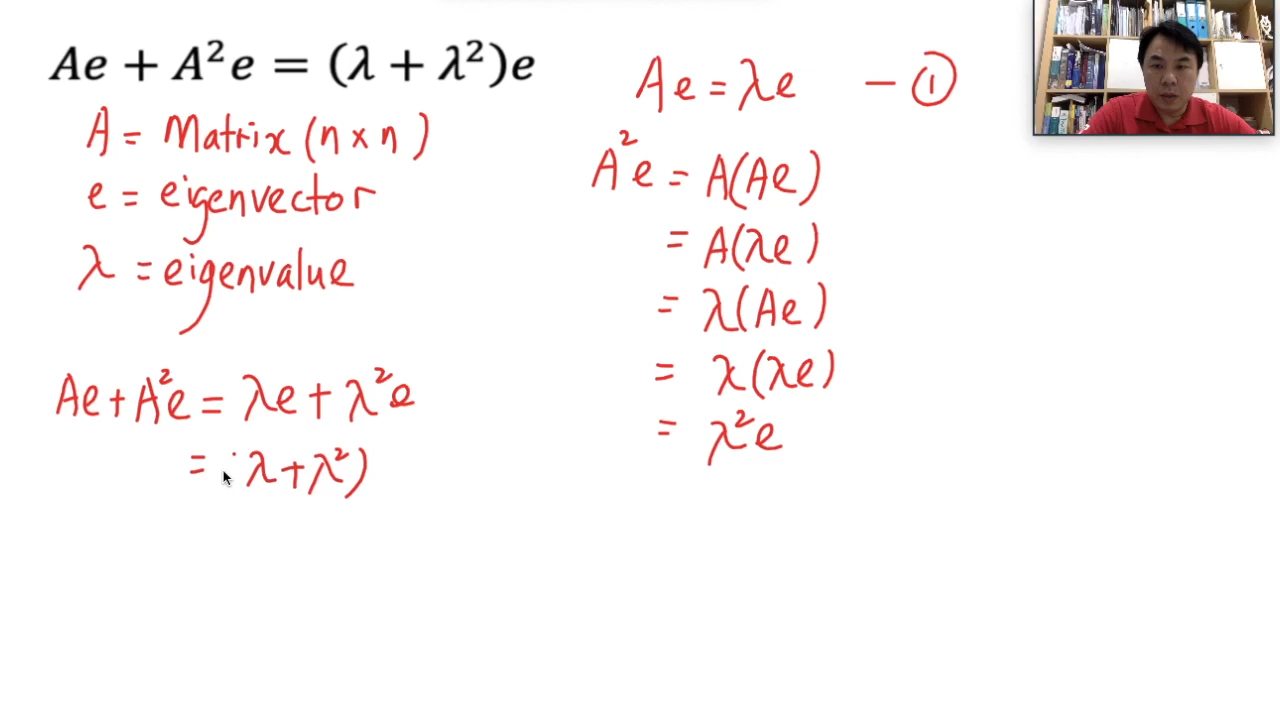 Ae + A²e = (λ + λ²)e
A = Matrix (n × n)
e = eigenvector
λ = eigenvalue
Ae + A²e = λe + λ²e
= λ + λ²)
Ae = λe — ①
A²e = A(Ae)
= A(λe)
= λ(Ae)
= λ(λe)
= λ²e